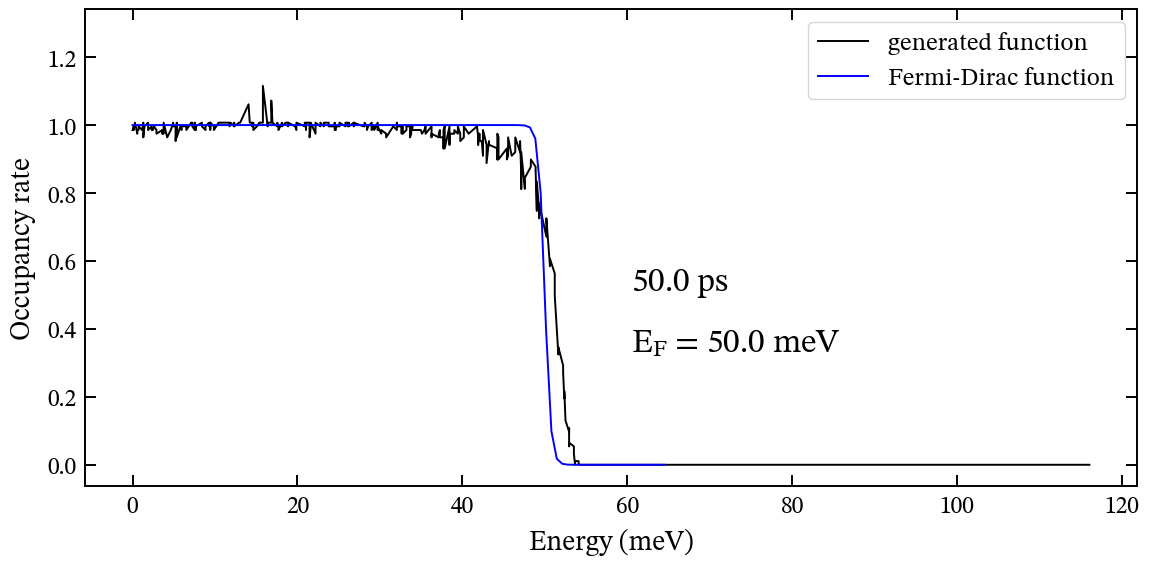 generated function
Fermi-Dirac function
50.0 ps
E_F = 50.0 meV
Occupancy rate
1.2
1.0
0.8
0.6
0.4
0.2
0.0
0 20 40 60 80 100 120
Energy (meV)